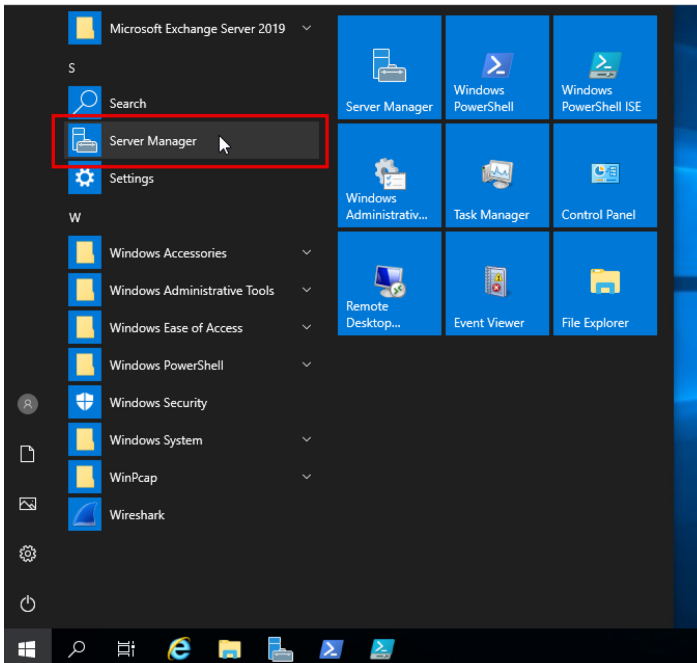 Microsoft Exchange Server 2019
S
Search
Server Manager
Settings
W
Windows Accessories
Windows Administrative Tools
Windows Ease of Access
Windows PowerShell
Windows Security
Windows System
WinPcap
Wireshark
Server Manager
Windows
PowerShell
Windows
PowerShell ISE
Windows
Administrativ...
Task Manager
Control Panel
Remote
Desktop...
Event Viewer
File Explorer